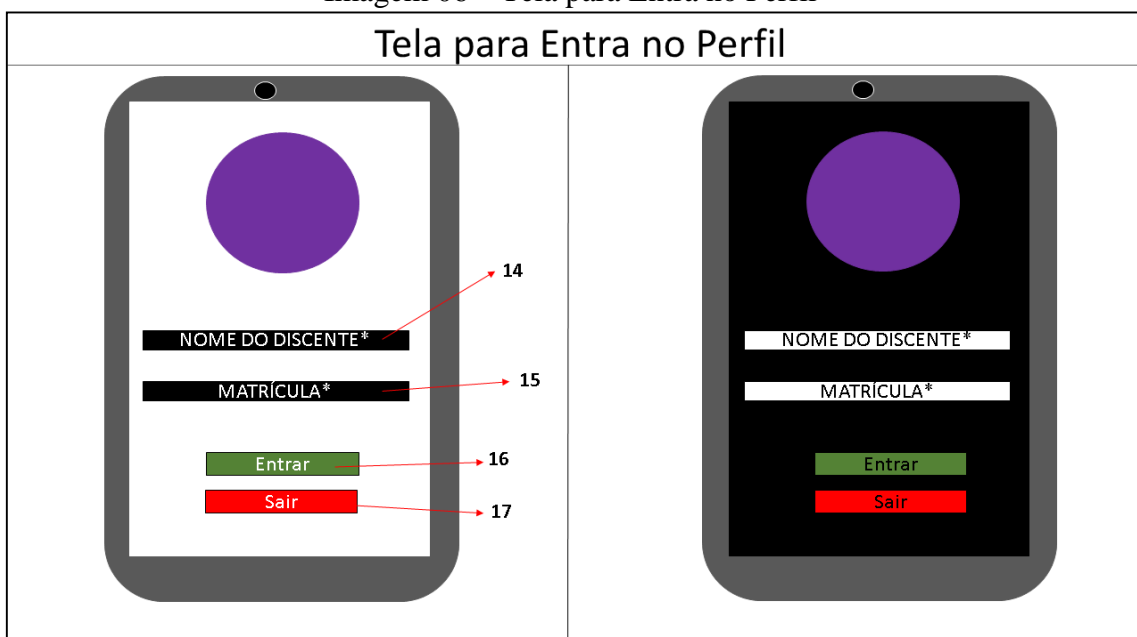 Tela para Entra no Perfil
14
NOME DO DISCENTE*
15
MATRÍCULA*
16
Entrar
17
Sair
NOME DO DISCENTE*
MATRÍCULA*
Entrar
Sair